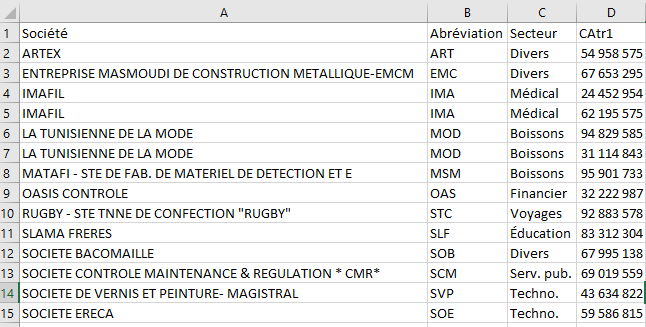 A B C D
1 Société Abréviation Secteur CAtr1
2 ARTEX ART Divers 54 958 575
3 ENTREPRISE MASMOUDI DE CONSTRUCTION METALLIQUE-EMCM EMC Divers 67 653 295
4 IMAFIL IMA Médical 24 452 954
5 IMAFIL IMA Médical 62 195 575
6 LA TUNISIENNE DE LA MODE MOD Boissons 94 829 585
7 LA TUNISIENNE DE LA MODE MOD Boissons 31 114 843
8 MATAFI - STE DE FAB. DE MATERIEL DE DETECTION ET E MSM Boissons 95 901 733
9 OASIS CONTROLE OAS Financier 32 222 987
10 RUGBY - STE TNNE DE CONFECTION "RUGBY" STC Voyages 92 883 578
11 SLAMA FRERES SLF Éducation 83 312 304
12 SOCIETE BACOMAILLE SOB Divers 67 995 138
13 SOCIETE CONTROLE MAINTENANCE & REGULATION * CMR* SCM Serv. pub. 69 019 559
14 SOCIETE DE VERNIS ET PEINTURE- MAGISTRAL SVP Techno. 43 634 822
15 SOCIETE ERECA SOE Techno. 59 586 815